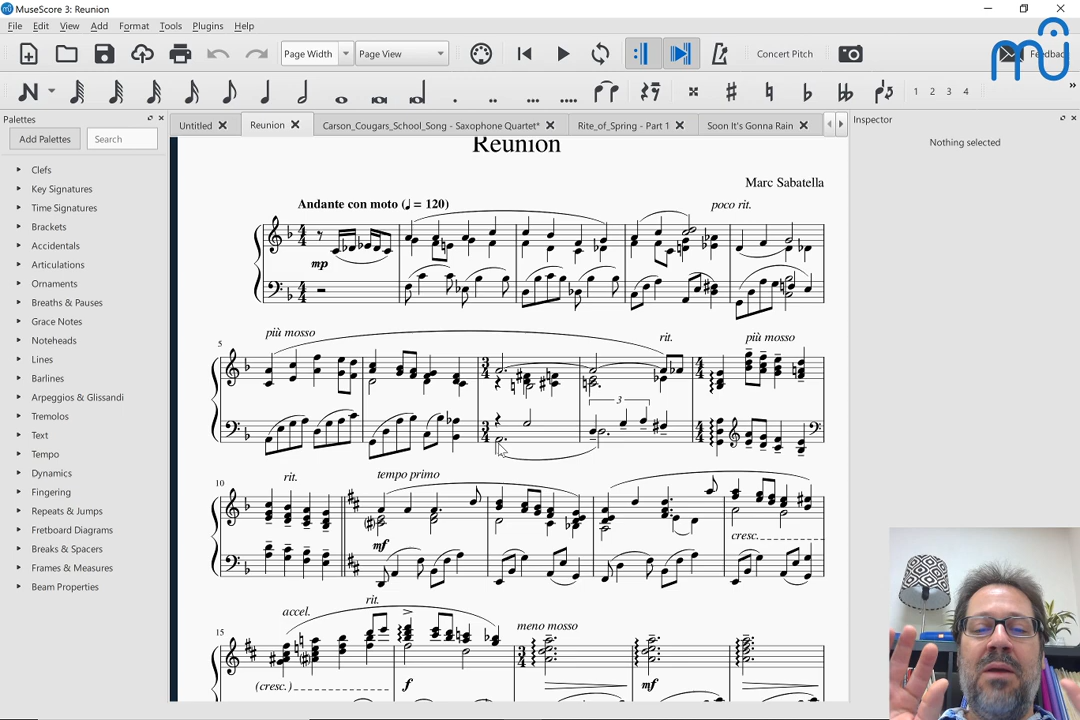 MuseScore 3: Reunion
File Edit View Add Format Tools Plugins Help
Page Width Page View Concert Pitch Feedback
1 2 3 4
Palettes
Add Palettes Search
Clefs
Key Signatures
Time Signatures
Brackets
Accidentals
Articulations
Ornaments
Breaths & Pauses
Grace Notes
Noteheads
Lines
Barlines
Arpeggios & Glissandi
Tremolos
Text
Tempo
Dynamics
Fingering
Repeats & Jumps
Fretboard Diagrams
Breaks & Spacers
Frames & Measures
Beam Properties
Untitled Reunion Carson_Cougars_School_Song - Saxophone Quartet* Rite_of_Spring - Part 1 Soon It's Gonna Rain
Inspector
Nothing selected
Reunion
Marc Sabatella
Andante con moto (♩ = 120) poco rit.
mp
5 più mosso rit. più mosso
3
10 rit. tempo primo
mf cresc.
15 accel. rit. meno mosso
(cresc.) f mf